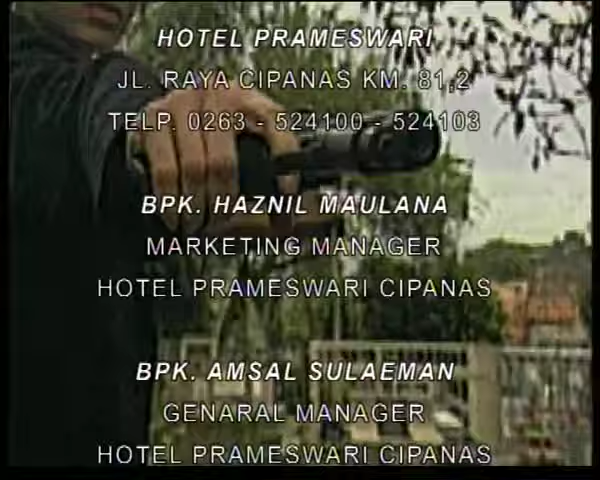 HOTEL PRAMESWARI
JL. RAYA CIPANAS KM. 81,2
TELP. 0263 - 524100 - 524103
BPK. HAZNIL MAULANA
MARKETING MANAGER
HOTEL PRAMESWARI CIPANAS
BPK. AMSAL SULAEMAN
GENARAL MANAGER
HOTEL PRAMESWARI CIPANAS